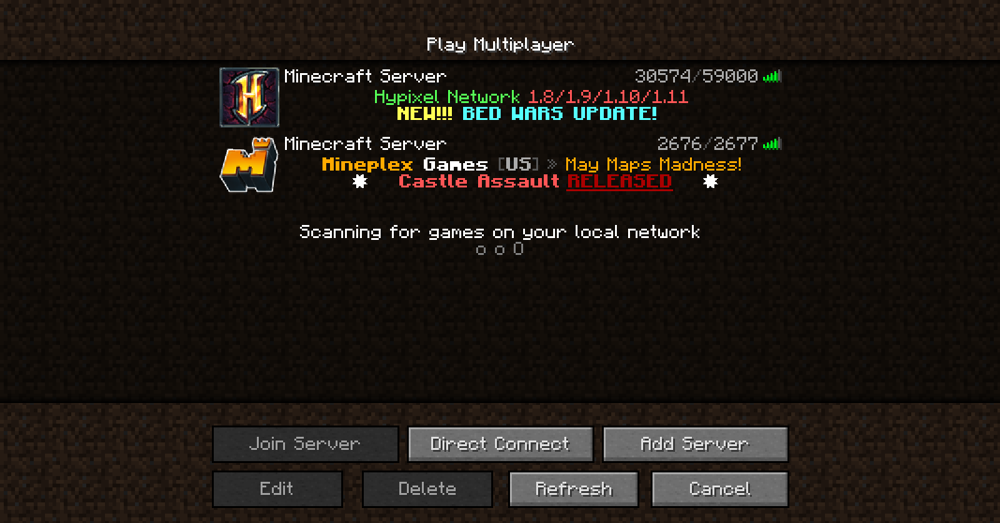 Play Multiplayer
Minecraft Server 30574/59000
Hypixel Network 1.8/1.9/1.10/1.11
NEW!!! BED WARS UPDATE!
Minecraft Server 2676/2677
Mineplex Games [US] » May Maps Madness!
✸ Castle Assault RELEASED ✸
Scanning for games on your local network
o o O
Join Server Direct Connect Add Server
Edit Delete Refresh Cancel